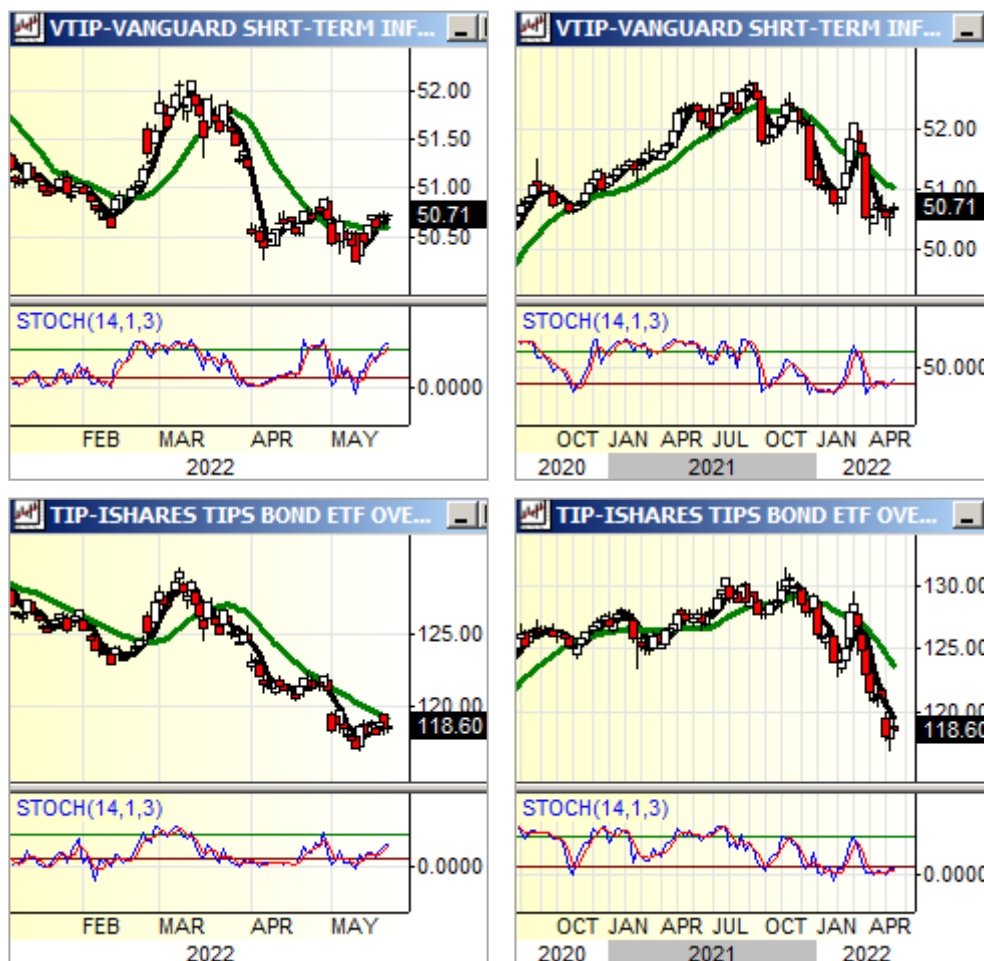 VTIP-VANGUARD SHRT-TERM INF...
52.00
51.50
51.00
50.71
50.50
STOCH(14,1,3)
0.0000
FEB MAR APR MAY
2022
VTIP-VANGUARD SHRT-TERM INF...
52.00
51.00
50.71
50.00
STOCH(14,1,3)
50.000
OCT JAN APR JUL OCT JAN APR
2020 2021 2022
TIP-ISHARES TIPS BOND ETF OVE...
125.00
120.00
118.60
STOCH(14,1,3)
0.0000
FEB MAR APR MAY
2022
TIP-ISHARES TIPS BOND ETF OVE...
130.00
125.00
120.00
118.60
STOCH(14,1,3)
0.0000
OCT JAN APR JUL OCT JAN APR
2020 2021 2022